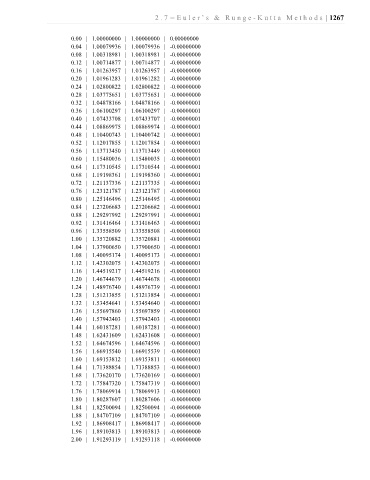 2.7–Euler's & Runge-Kutta Methods | 1267
0.00 | 1.00000000 | 1.00000000 | 0.00000000
0.04 | 1.00079936 | 1.00079936 | -0.00000000
0.08 | 1.00318981 | 1.00318981 | -0.00000000
0.12 | 1.00714877 | 1.00714877 | -0.00000000
0.16 | 1.01263957 | 1.01263957 | -0.00000000
0.20 | 1.01961283 | 1.01961282 | -0.00000000
0.24 | 1.02800822 | 1.02800822 | -0.00000000
0.28 | 1.03775651 | 1.03775651 | -0.00000000
0.32 | 1.04878166 | 1.04878166 | -0.00000001
0.36 | 1.06100297 | 1.06100297 | -0.00000001
0.40 | 1.07433708 | 1.07433707 | -0.00000001
0.44 | 1.08869975 | 1.08869974 | -0.00000001
0.48 | 1.10400743 | 1.10400742 | -0.00000001
0.52 | 1.12017855 | 1.12017854 | -0.00000001
0.56 | 1.13713450 | 1.13713449 | -0.00000001
0.60 | 1.15480036 | 1.15480035 | -0.00000001
0.64 | 1.17310545 | 1.17310544 | -0.00000001
0.68 | 1.19198361 | 1.19198360 | -0.00000001
0.72 | 1.21137336 | 1.21137335 | -0.00000001
0.76 | 1.23121787 | 1.23121787 | -0.00000001
0.80 | 1.25146496 | 1.25146495 | -0.00000001
0.84 | 1.27206683 | 1.27206682 | -0.00000001
0.88 | 1.29297992 | 1.29297991 | -0.00000001
0.92 | 1.31416464 | 1.31416463 | -0.00000001
0.96 | 1.33558509 | 1.33558508 | -0.00000001
1.00 | 1.35720882 | 1.35720881 | -0.00000001
1.04 | 1.37900650 | 1.37900650 | -0.00000001
1.08 | 1.40095174 | 1.40095173 | -0.00000001
1.12 | 1.42302075 | 1.42302075 | -0.00000001
1.16 | 1.44519217 | 1.44519216 | -0.00000001
1.20 | 1.46744679 | 1.46744678 | -0.00000001
1.24 | 1.48976740 | 1.48976739 | -0.00000001
1.28 | 1.51213855 | 1.51213854 | -0.00000001
1.32 | 1.53454641 | 1.53454640 | -0.00000001
1.36 | 1.55697860 | 1.55697859 | -0.00000001
1.40 | 1.57942403 | 1.57942403 | -0.00000001
1.44 | 1.60187281 | 1.60187281 | -0.00000001
1.48 | 1.62431609 | 1.62431608 | -0.00000001
1.52 | 1.64674596 | 1.64674596 | -0.00000001
1.56 | 1.66915540 | 1.66915539 | -0.00000001
1.60 | 1.69153812 | 1.69153811 | -0.00000001
1.64 | 1.71388854 | 1.71388853 | -0.00000001
1.68 | 1.73620170 | 1.73620169 | -0.00000001
1.72 | 1.75847320 | 1.75847319 | -0.00000001
1.76 | 1.78069914 | 1.78069913 | -0.00000001
1.80 | 1.80287607 | 1.80287606 | -0.00000000
1.84 | 1.82500094 | 1.82500094 | -0.00000000
1.88 | 1.84707109 | 1.84707109 | -0.00000000
1.92 | 1.86908417 | 1.86908417 | -0.00000000
1.96 | 1.89103813 | 1.89103813 | -0.00000000
2.00 | 1.91293119 | 1.91293118 | -0.00000000